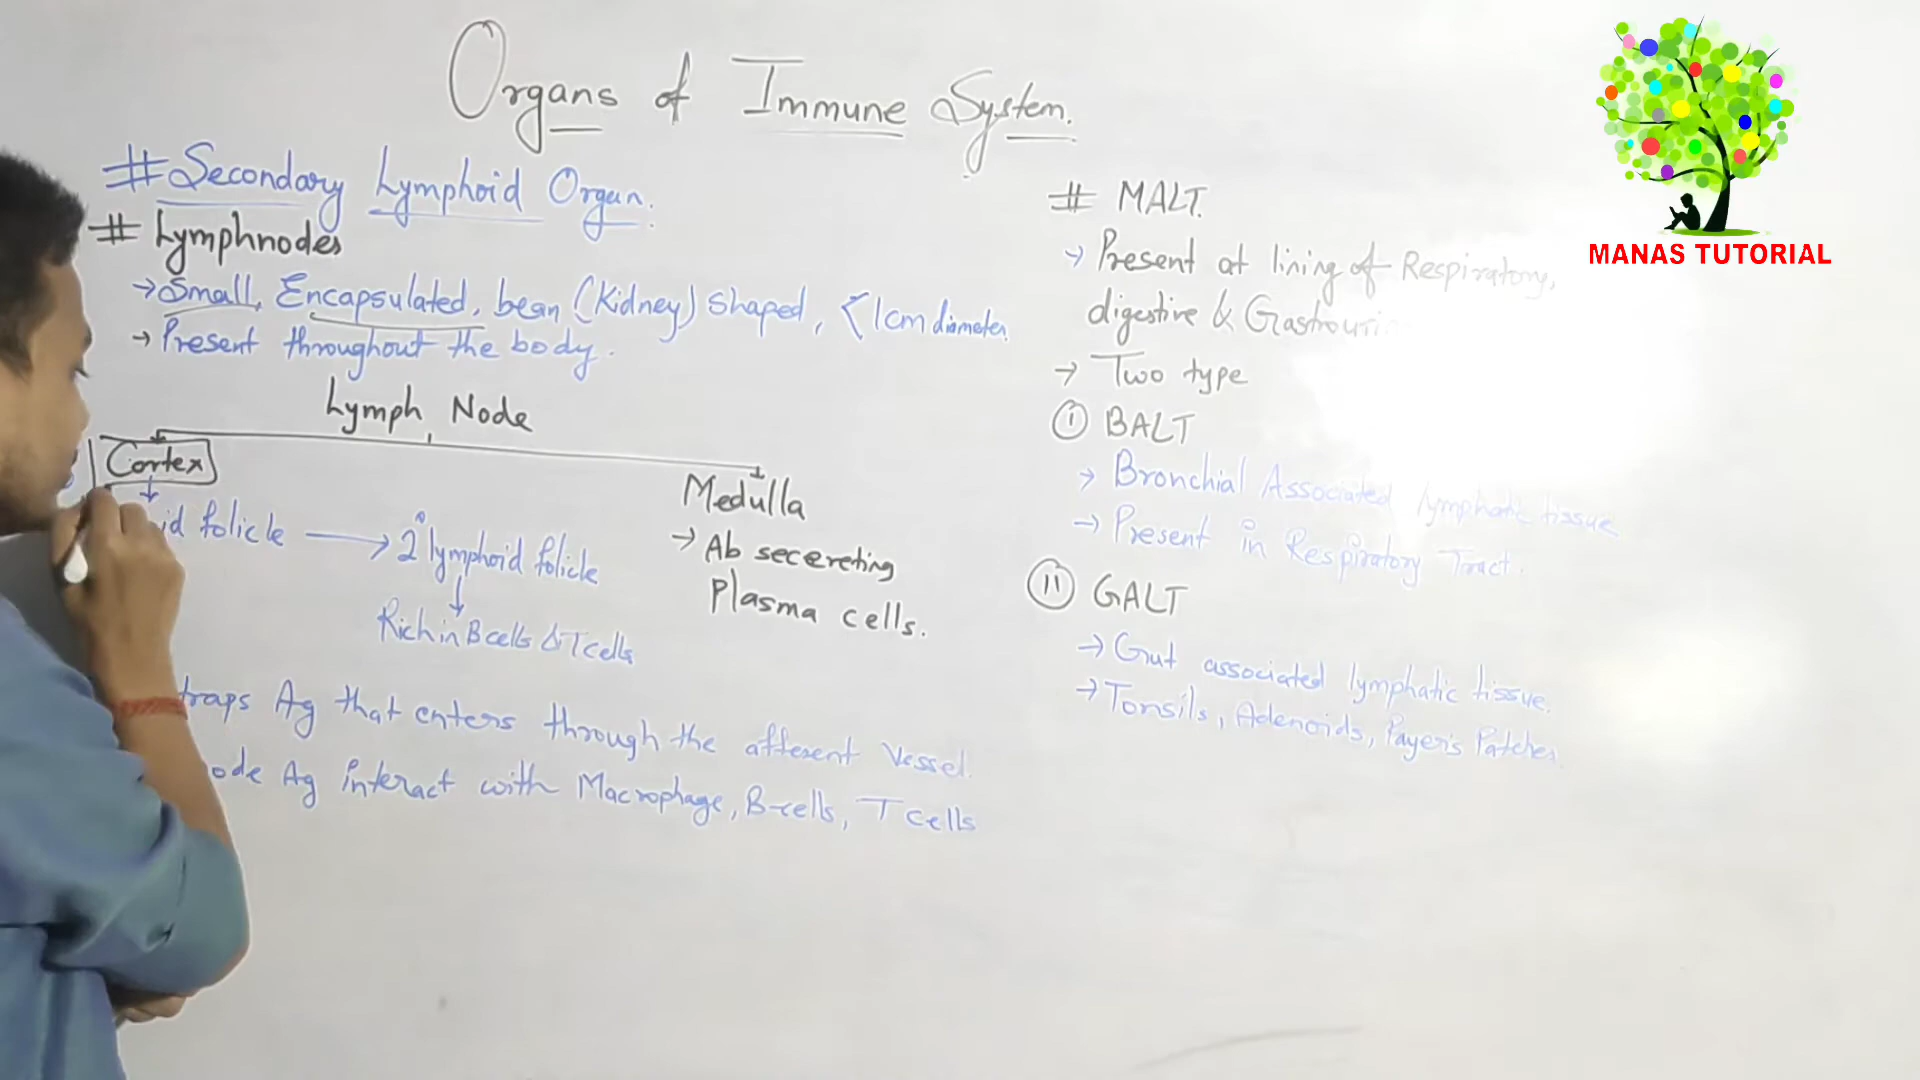 Organs of Immune System.
# Secondary Lymphoid Organ.
# Lymphnodes
→ Small, Encapsulated, bean (Kidney) shaped, <1cm diameter.
→ Present throughout the body.
Lymph Node
Cortex
id folicle → 2° lymphoid folicle
↓
Rich in B cells & T cells
Medulla
→ Ab secereting
Plasma cells.
traps Ag that enters through the afferent Vessel.
ode Ag interact with Macrophage, B-cells, T cells
# MALT.
→ Present at lining of Respiratory,
digestive & Gastrouri
→ Two type
(I) BALT
→ Bronchial Associated lymphatic tissue
→ Present in Respiratory Tract.
(II) GALT
→ Gut associated lymphatic tissue.
→ Tonsils, Adenoids, Payer's Patches.
MANAS TUTORIAL